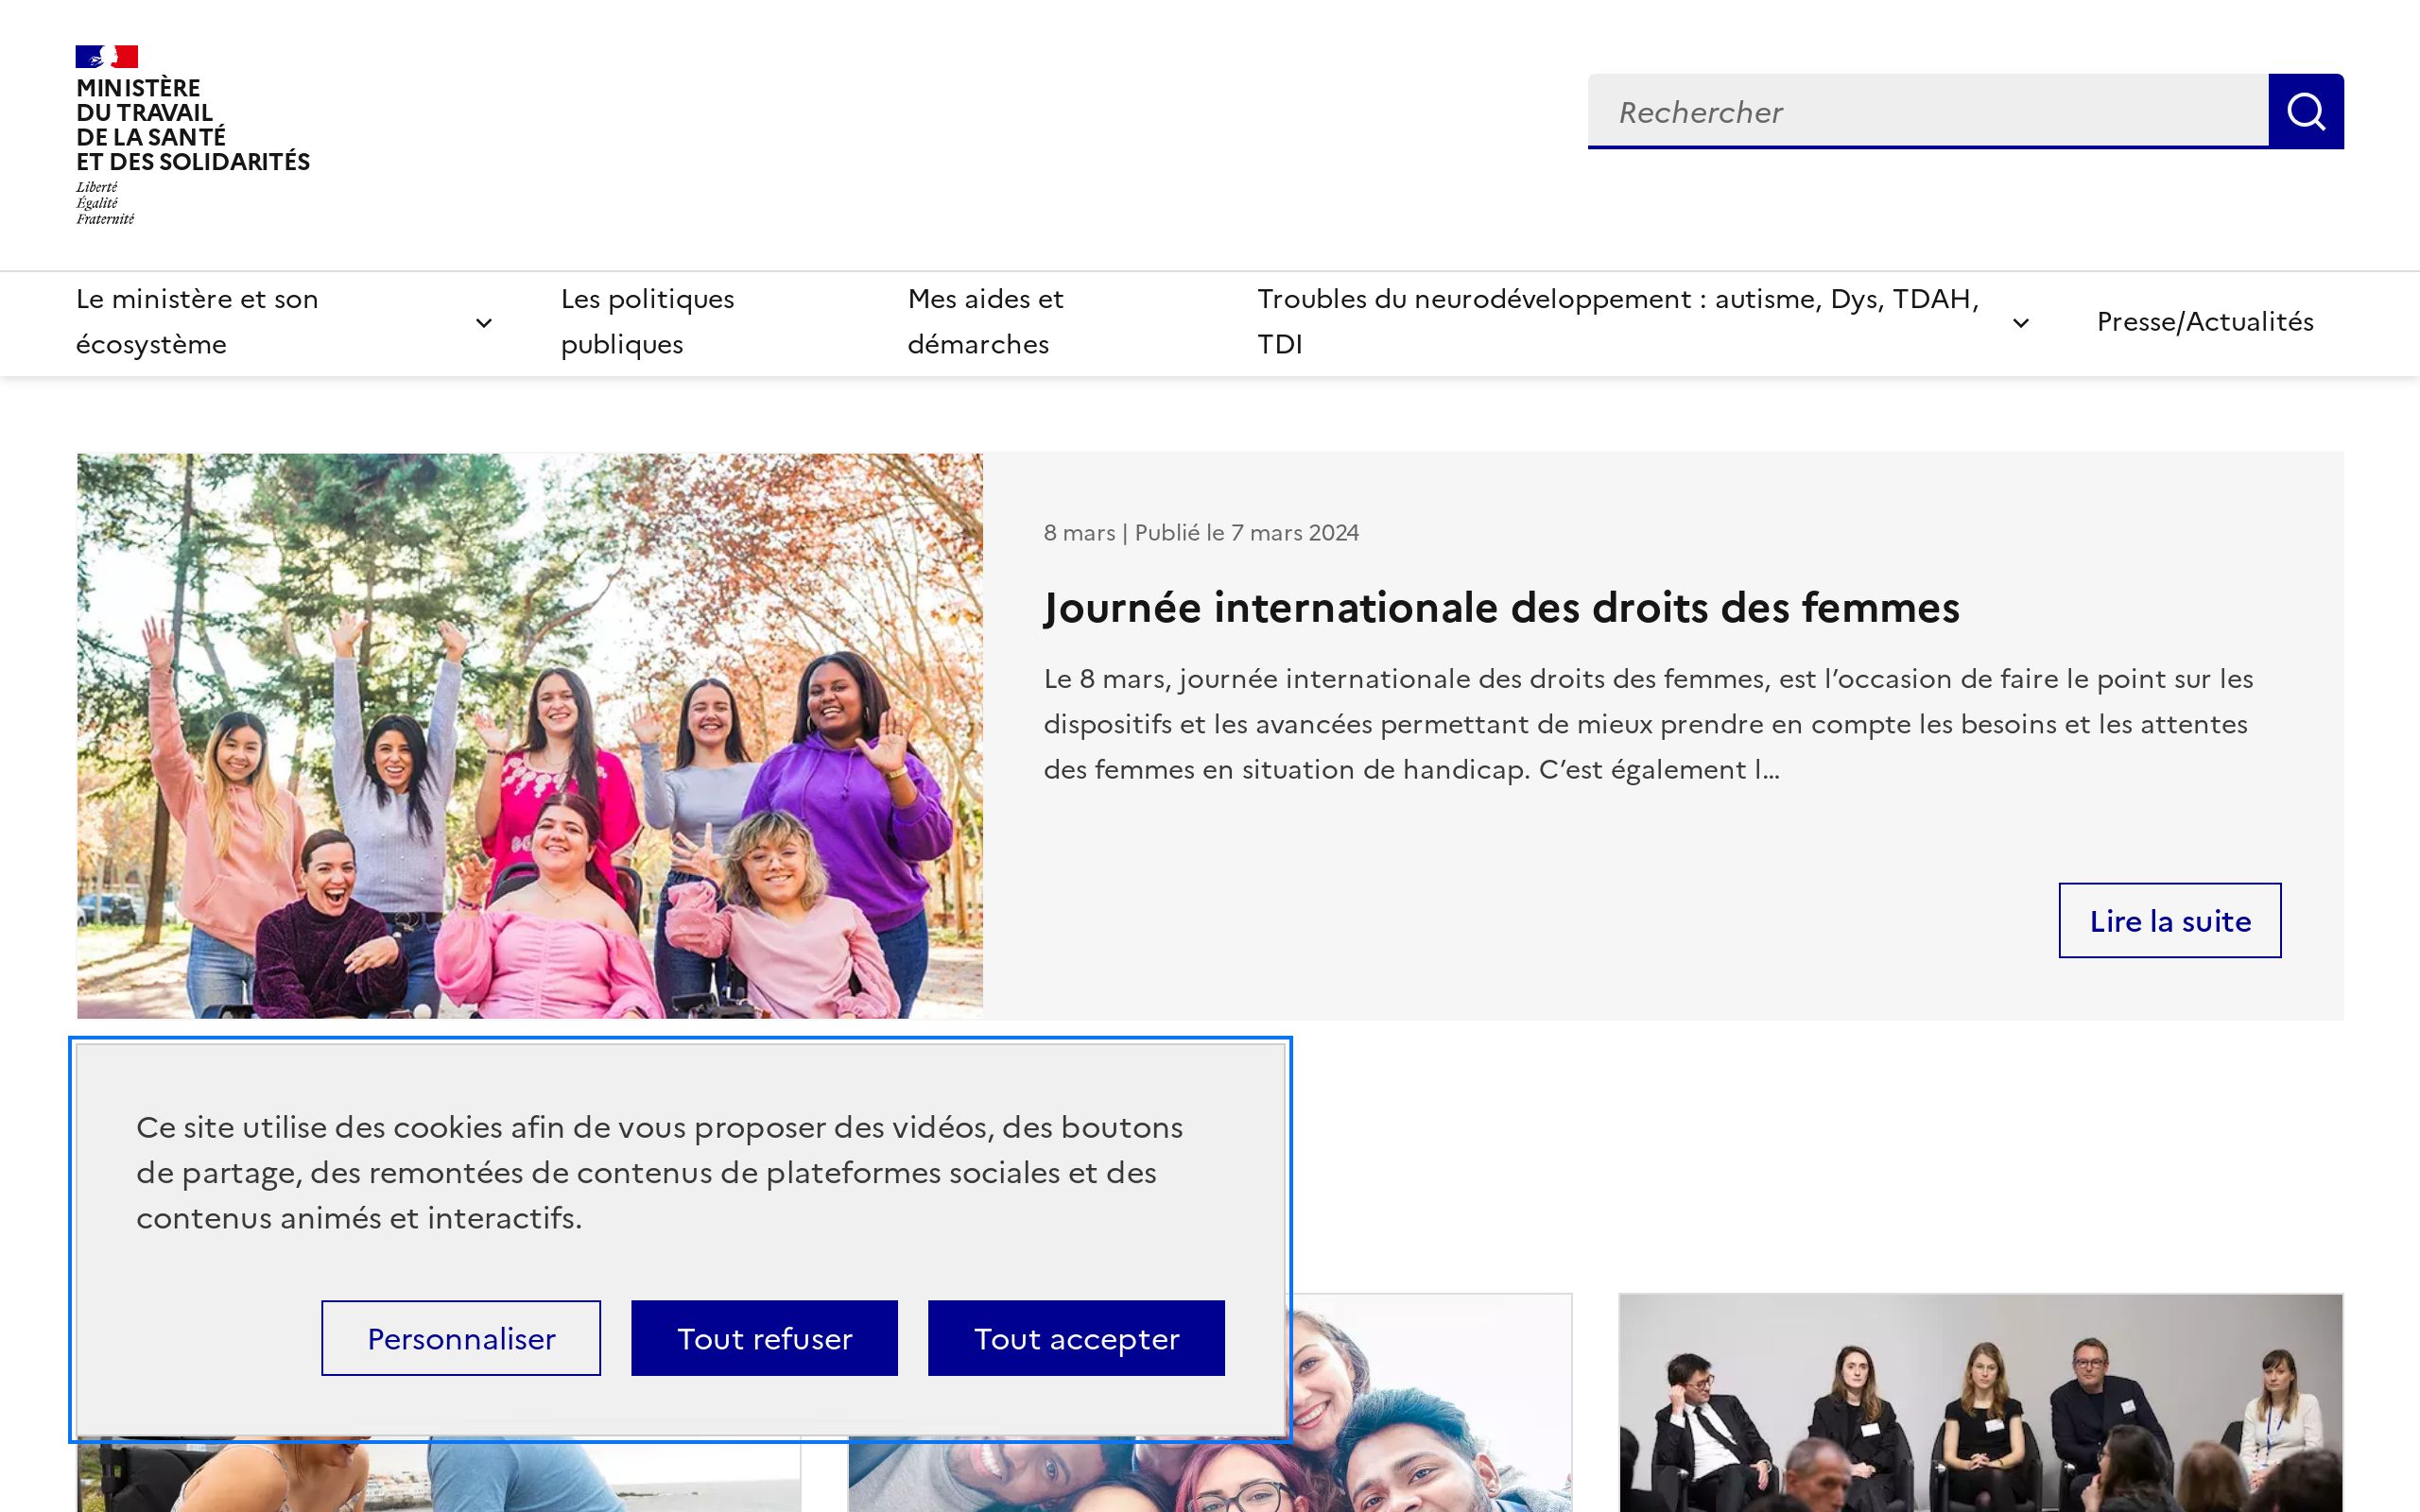 MINISTÈRE
DU TRAVAIL
DE LA SANTÉ
ET DES SOLIDARITÉS
Liberté
Égalité
Fraternité
Rechercher
Le ministère et son
écosystème
Les politiques
publiques
Mes aides et
démarches
Troubles du neurodéveloppement : autisme, Dys, TDAH,
TDI
Presse/Actualités
8 mars | Publié le 7 mars 2024
Journée internationale des droits des femmes
Le 8 mars, journée internationale des droits des femmes, est l’occasion de faire le point sur les
dispositifs et les avancées permettant de mieux prendre en compte les besoins et les attentes
des femmes en situation de handicap. C’est également l…
Lire la suite
Ce site utilise des cookies afin de vous proposer des vidéos, des boutons
de partage, des remontées de contenus de plateformes sociales et des
contenus animés et interactifs.
Personnaliser
Tout refuser
Tout accepter